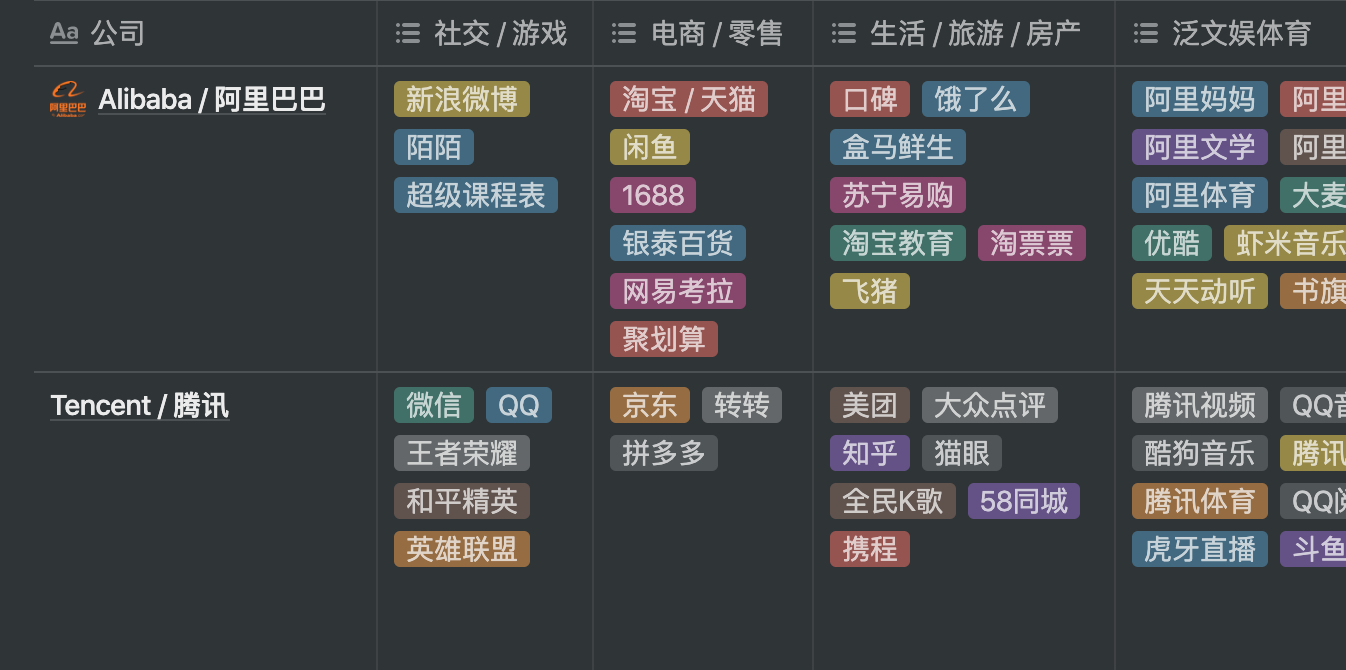 Aa 公司 社交 / 游戏 电商 / 零售 生活 / 旅游 / 房产 泛文娱体育
阿里巴巴
Alibaba
Alibaba / 阿里巴巴
新浪微博
陌陌
超级课程表
淘宝 / 天猫
闲鱼
1688
银泰百货
网易考拉
聚划算
口碑 饿了么
盒马鲜生
苏宁易购
淘宝教育 淘票票
飞猪
阿里妈妈 阿里
阿里文学 阿里
阿里体育 大麦
优酷 虾米音乐
天天动听 书旗
Tencent / 腾讯
微信 QQ
王者荣耀
和平精英
英雄联盟
京东 转转
拼多多
美团 大众点评
知乎 猫眼
全民K歌 58同城
携程
腾讯视频 QQ音
酷狗音乐 腾讯
腾讯体育 QQ阅
虎牙直播 斗鱼